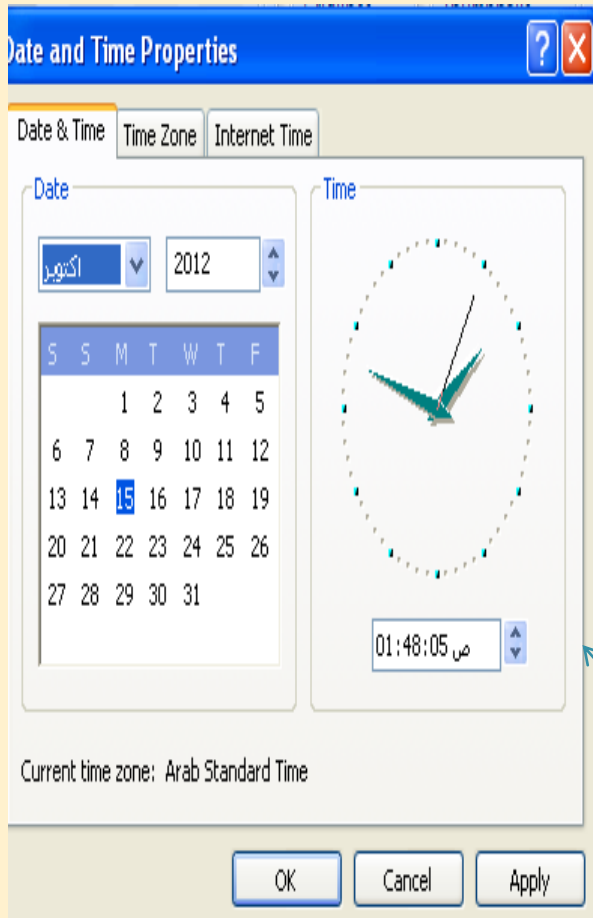 Date and Time Properties
Date & Time Time Zone Internet Time
Date
Time
اكتوبر 2012
S S M T W T F
1 2 3 4 5
6 7 8 9 10 11 12
13 14 15 16 17 18 19
20 21 22 23 24 25 26
27 28 29 30 31
01:48:05 ص
Current time zone: Arab Standard Time
OK Cancel Apply